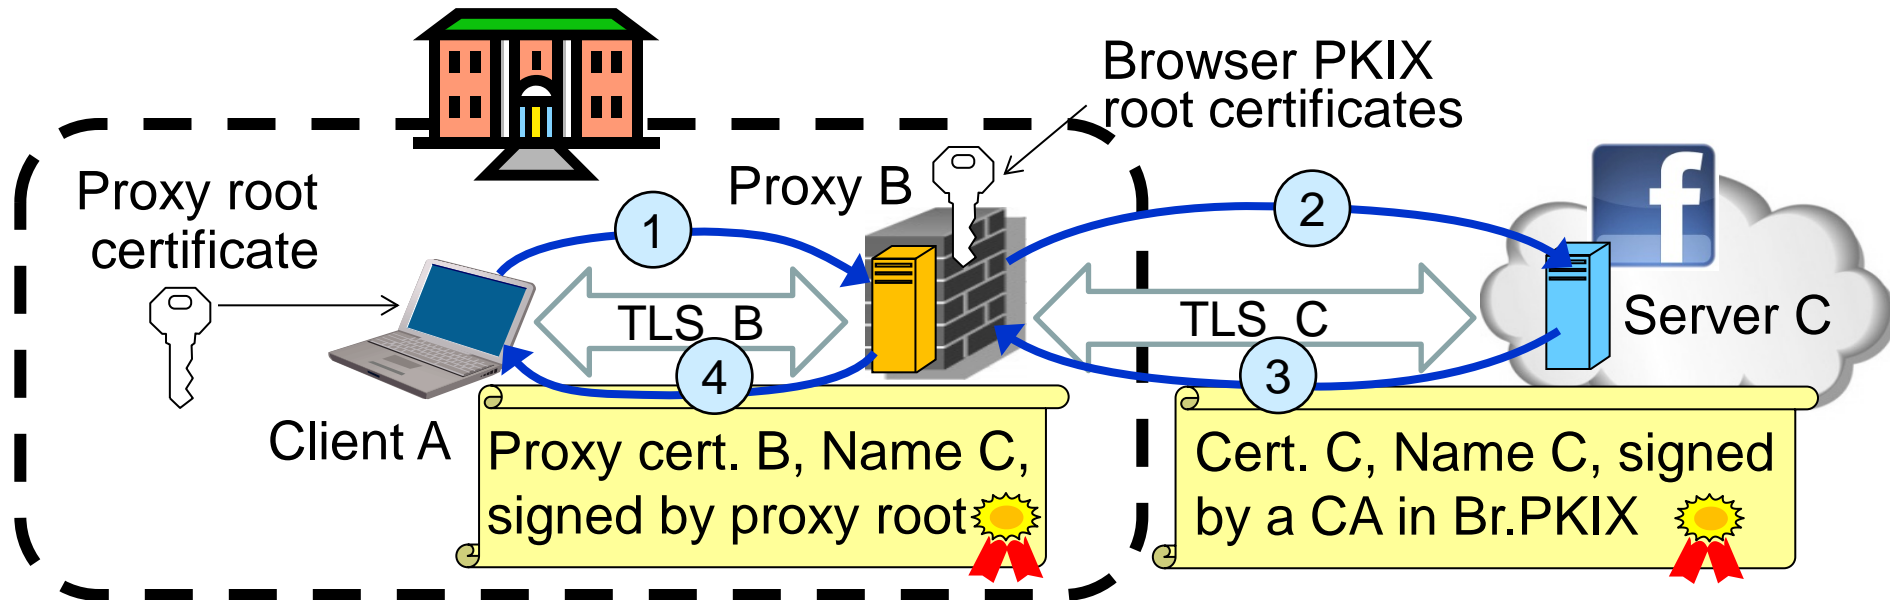 Browser PKIX
root certificates
Proxy root
certificate
Proxy B
1
2
f
TLS_B
TLS_C
Server C
4
3
Client A
Proxy cert. B, Name C,
signed by proxy root
Cert. C, Name C, signed
by a CA in Br.PKIX